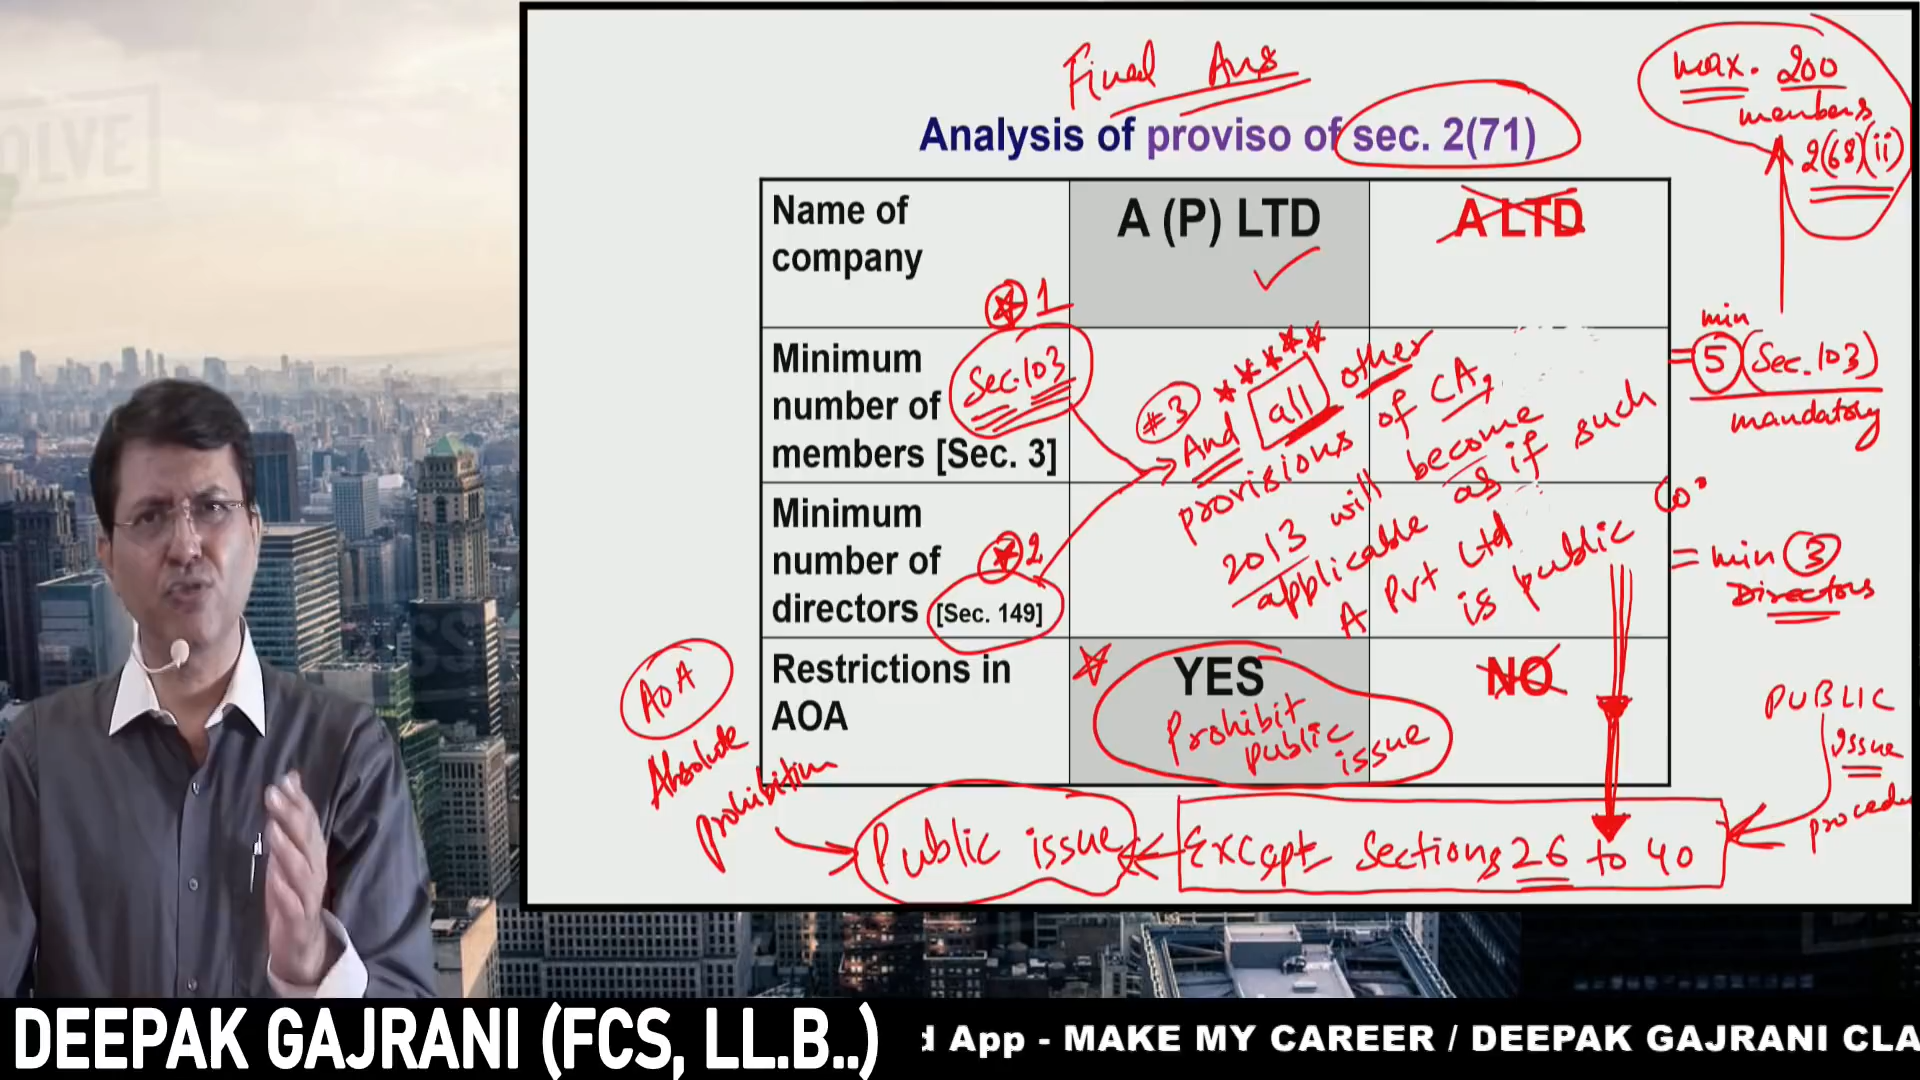 OLVE
Final Ans
Analysis of proviso of sec. 2(71)
max. 200
members
2(68)(ii)
Name of
company
A (P) LTD
A LTD
1
Minimum
number of
members [Sec. 3]
Sec. 103
#3
And all other
provisions of CA,
2013 will become
applicable as if such
A Pvt Ltd Co.
is public
min
= 5 (Sec. 103)
mandatory
Minimum
number of
directors [Sec. 149]
2
= min 3
Directors
Restrictions in
AOA
YES
Prohibit
public
issue
NO
AOA
Absolute
prohibition
Public issue
Except Sections 26 to 40
PUBLIC
issue
DEEPAK GAJRANI (FCS, LL.B..)
d App - MAKE MY CAREER / DEEPAK GAJRANI CLA